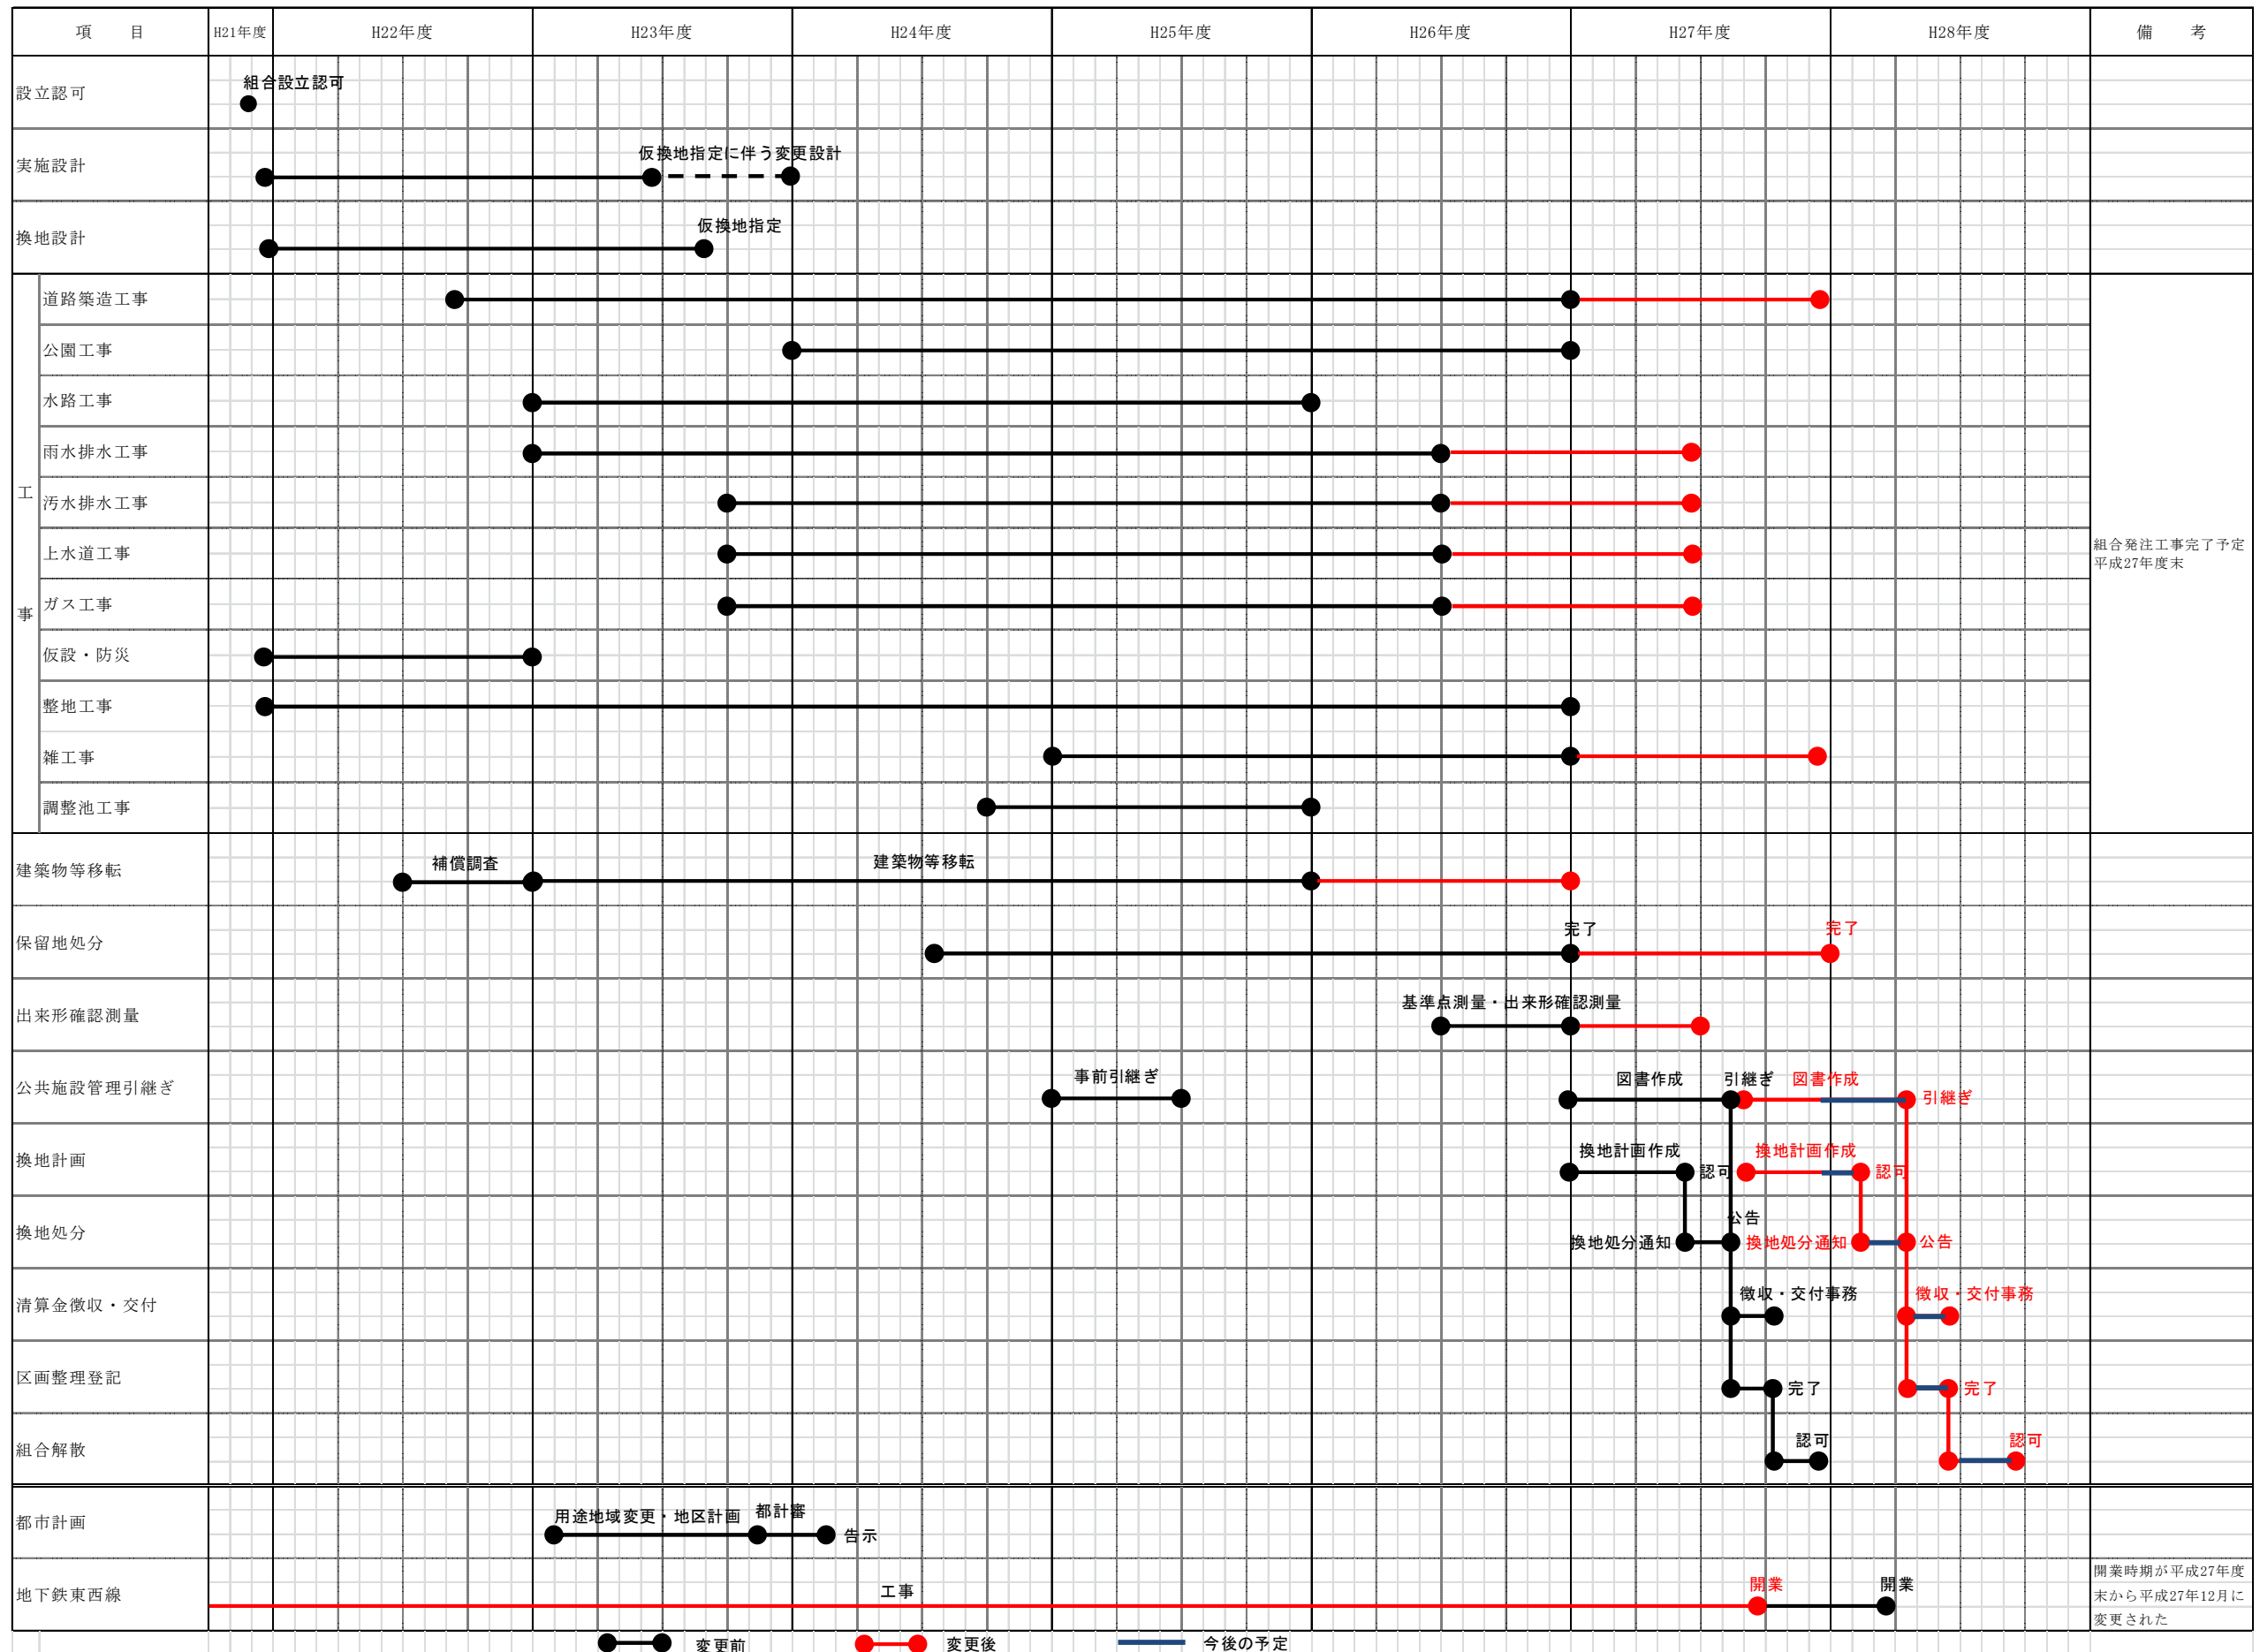 項　目 H21年度 H22年度 H23年度 H24年度 H25年度 H26年度 H27年度 H28年度 備　考
設立認可 組合設立認可
実施設計 仮換地指定に伴う変更設計
換地設計 仮換地指定
工事
道路築造工事
公園工事
水路工事
雨水排水工事
汚水排水工事
上水道工事
組合発注工事完了予定
平成27年度末
ガス工事
仮設・防災
整地工事
雑工事
調整池工事
建築物等移転 補償調査 建築物等移転
保留地処分 完了 完了
出来形確認測量 基準点測量・出来形確認測量
公共施設管理引継ぎ 事前引継ぎ 図書作成 引継ぎ 図書作成 引継ぎ
換地計画 換地計画作成 認可 換地計画作成 認可
換地処分 換地処分通知 公告 換地処分通知 公告
清算金徴収・交付 徴収・交付事務 徴収・交付事務
区画整理登記 完了 完了
組合解散 認可 認可
都市計画 用途地域変更・地区計画 都計審 告示
地下鉄東西線 工事 開業 開業
開業時期が平成27年度
末から平成27年12月に
変更された
変更前 変更後 今後の予定